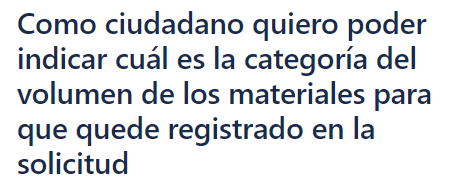 Como ciudadano quiero poder
indicar cuál es la categoría del
volumen de los materiales para
que quede registrado en la
solicitud